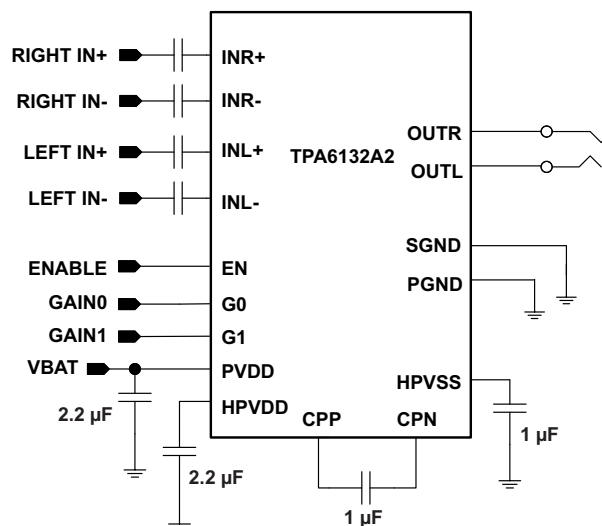 RIGHT IN+
INR+
RIGHT IN-
INR-
LEFT IN+
INL+
LEFT IN-
INL-
TPA6132A2
OUTR
OUTL
SGND
PGND
ENABLE
EN
GAIN0
G0
GAIN1
G1
VBAT
PVDD
HPVDD
HPVSS
CPP
CPN
2.2 µF
2.2 µF
1 µF
1 µF